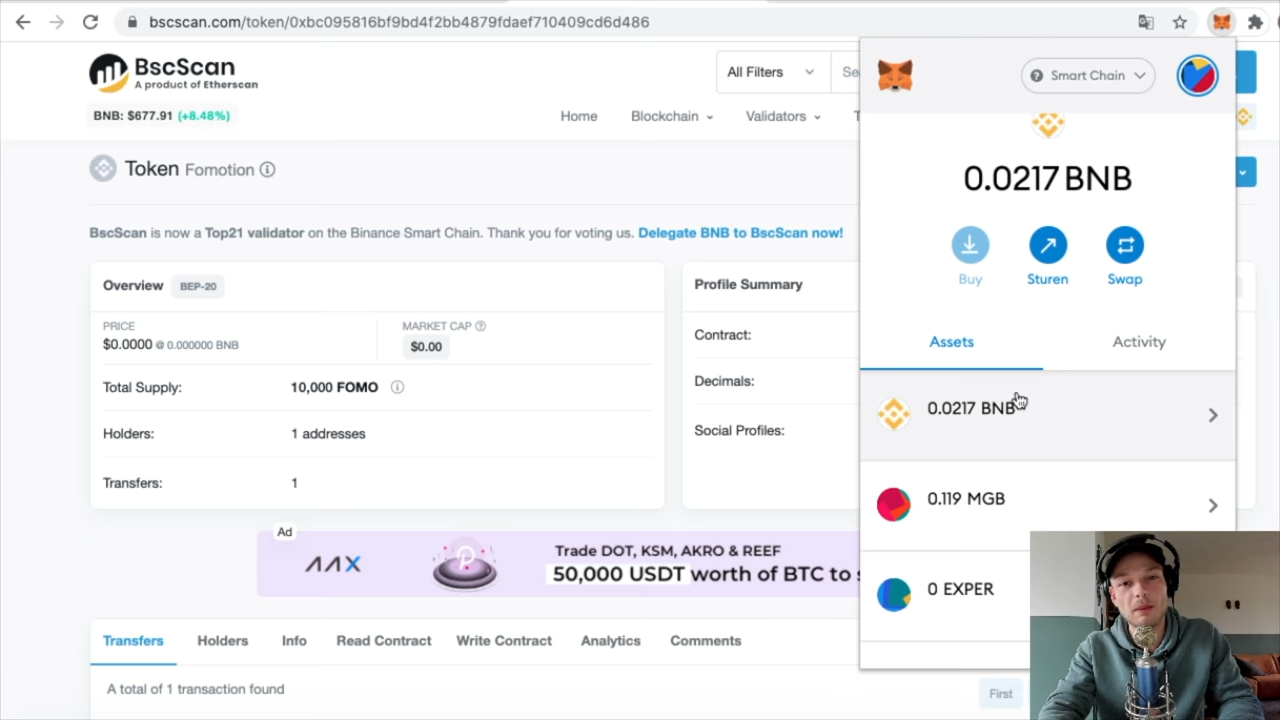 bscscan.com/token/0xbc095816bf9bd4f2bb4879fdaef710409cd6d486
BscScan
A product of Etherscan
All Filters
Se
BNB: $677.91 (+8.48%)
Home
Blockchain
Validators
T
Token Fomotion
BscScan is now a Top21 validator on the Binance Smart Chain. Thank you for voting us. Delegate BNB to BscScan now!
Overview
BEP-20
PRICE
$0.0000 @ 0.000000 BNB
MARKET CAP
$0.00
Total Supply:
10,000 FOMO
Holders:
1 addresses
Transfers:
1
Profile Summary
Contract:
Decimals:
Social Profiles:
Smart Chain
0.0217 BNB
Buy
Sturen
Swap
Assets
Activity
0.0217 BNB
0.119 MGB
0 EXPER
Ad
AAX
Trade DOT, KSM, AKRO & REEF
50,000 USDT worth of BTC to s
Transfers
Holders
Info
Read Contract
Write Contract
Analytics
Comments
A total of 1 transaction found
First